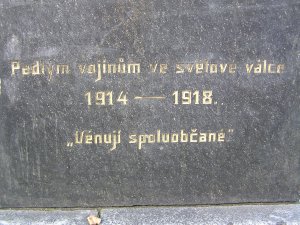 Padlým vojínům ve světové válce
1914 — 1918.
„Věnují spoluobčané“